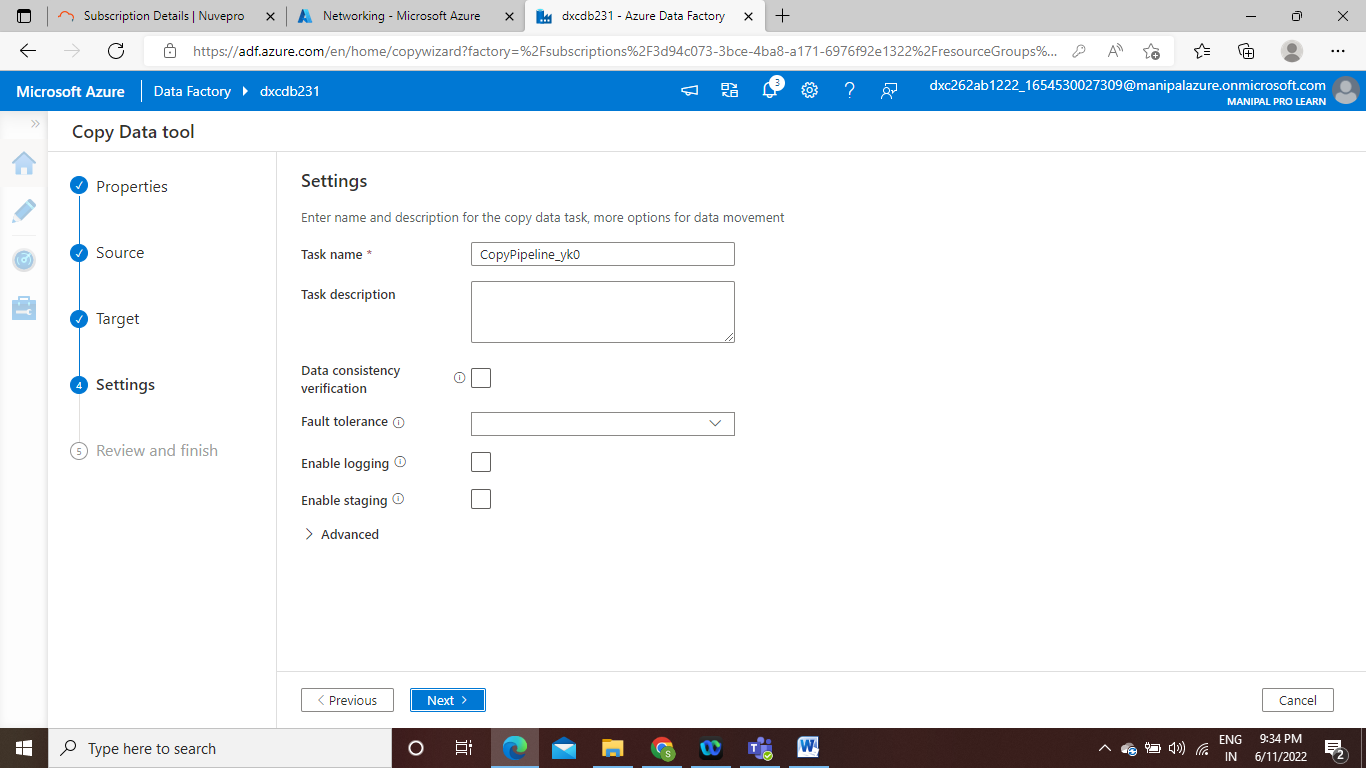 Subscription Details | Nuvepro
Networking - Microsoft Azure
dxcdb231 - Azure Data Factory
https://adf.azure.com/en/home/copywizard?factory=%2Fsubscriptions%2F3d94c073-3bce-4ba8-a171-6976f92e1322%2FresourceGroups%...
Microsoft Azure
Data Factory
dxcdb231
3
dxc262ab1222_1654530027309@manipalazure.onmicrosoft.com
MANIPAL PRO LEARN
Copy Data tool
Properties
Source
Target
4 Settings
5 Review and finish
Settings
Enter name and description for the copy data task, more options for data movement
Task name * CopyPipeline_yk0
Task description
Data consistency
verification
Fault tolerance
Enable logging
Enable staging
Advanced
Previous
Next
Cancel
Type here to search
ENG
IN
9:34 PM
6/11/2022
2